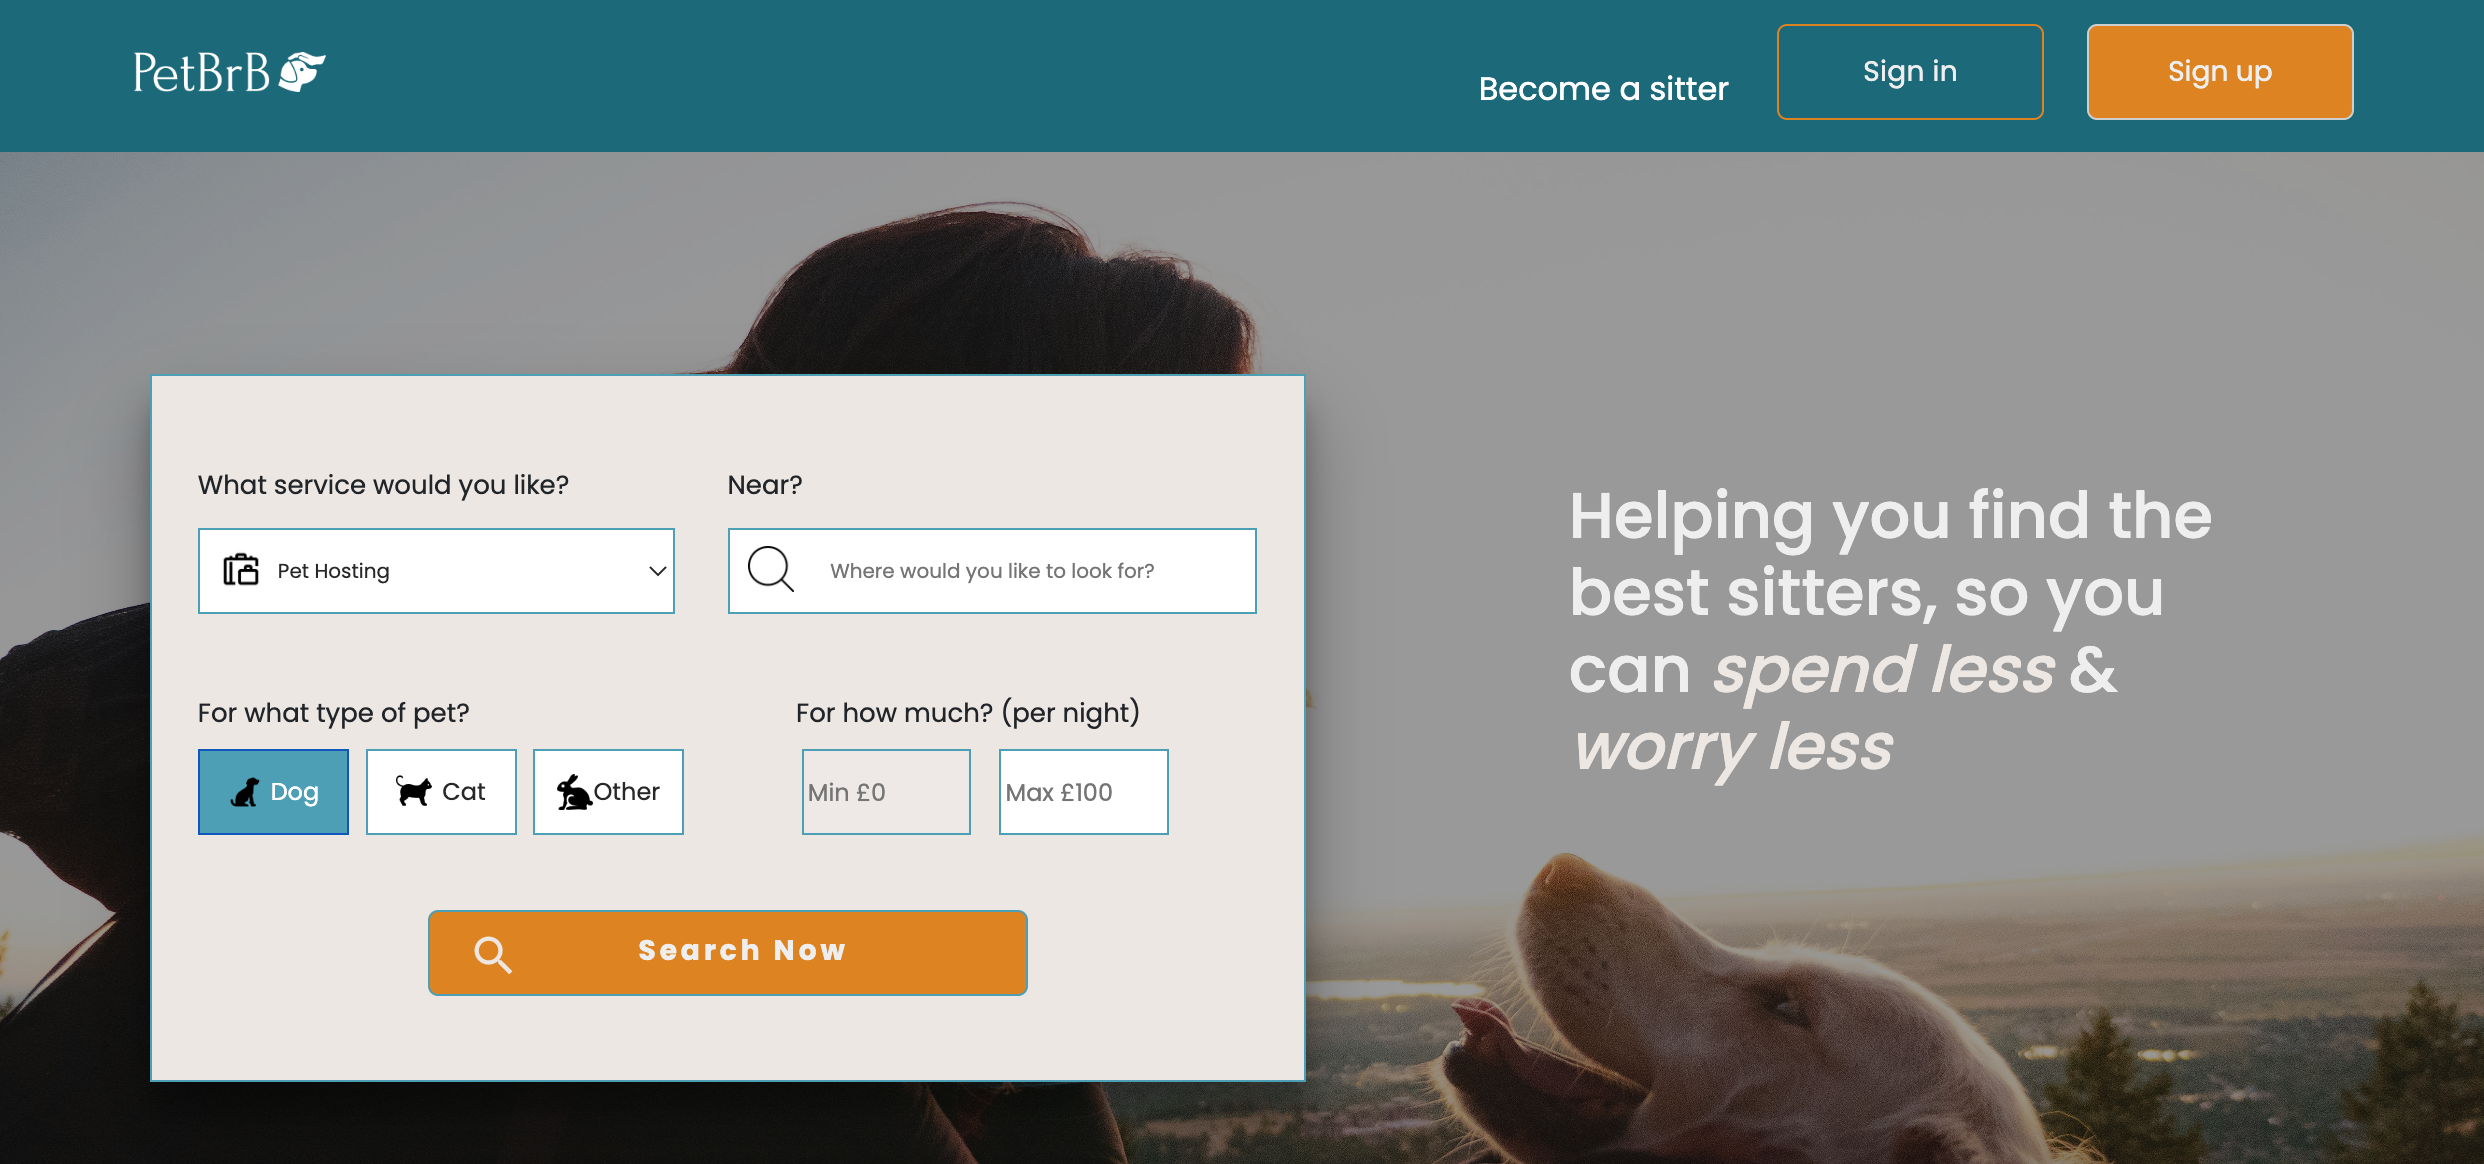 PetBrB
Become a sitter
Sign in
Sign up
What service would you like?
Near?
Pet Hosting
Where would you like to look for?
For what type of pet?
For how much? (per night)
Dog
Cat
Other
Min £0
Max £100
Search Now
Helping you find the
best sitters, so you
can spend less &
worry less